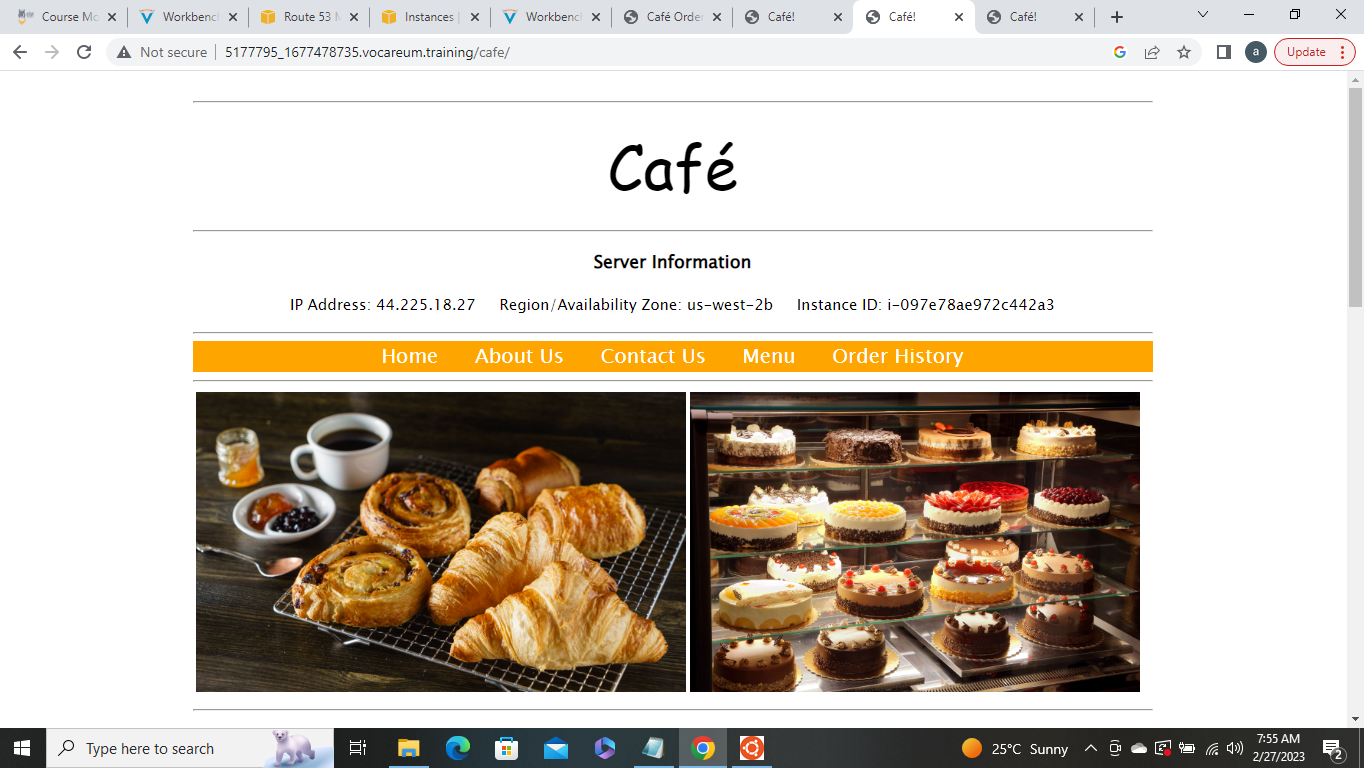 Course Mo
Workbench
Route 53 M
Instances |
Workbench
Café Order
Café!
Café!
Café!
Not secure | 5177795_1677478735.vocareum.training/cafe/
a
Update
Café
Server Information
IP Address: 44.225.18.27 Region/Availability Zone: us-west-2b Instance ID: i-097e78ae972c442a3
Home About Us Contact Us Menu Order History
Type here to search
25°C Sunny
7:55 AM
2/27/2023
2